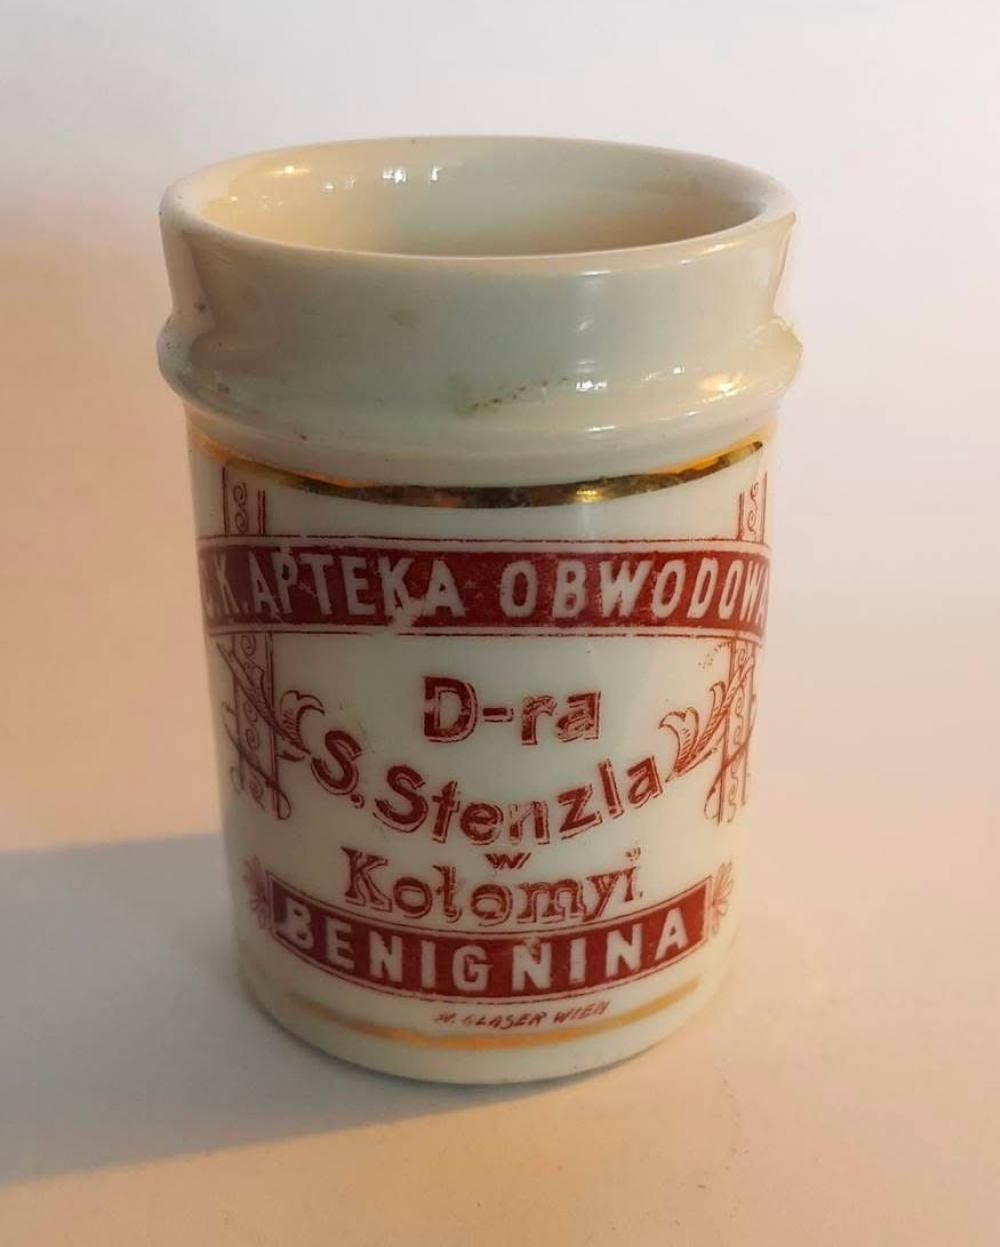 C.K. APTEKA OBWODOWA
D-ra
S. Stenzla
w
Kołomyi
BENIGNINA
GLASER WIEN